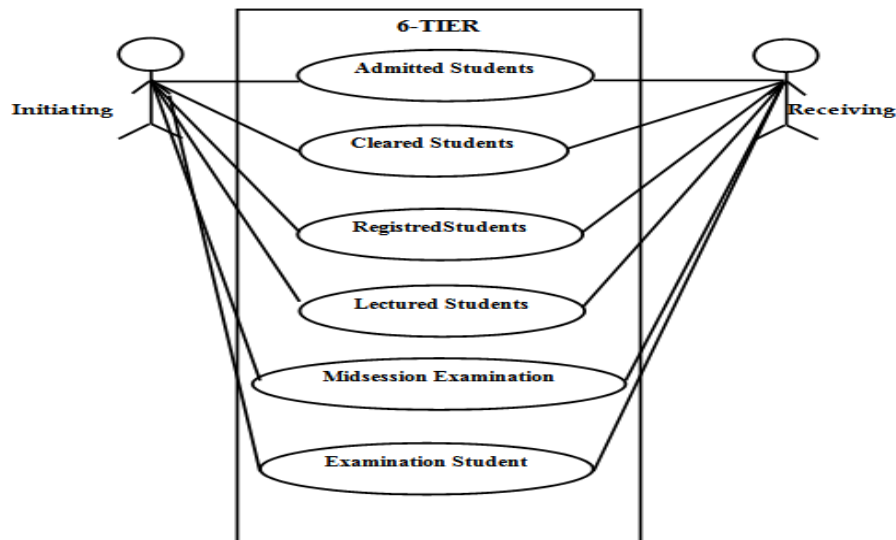 6-TIER
Admitted Students
Initiating
Receiving
Cleared Students
RegistredStudents
Lectured Students
Midsession Examination
Examination Student